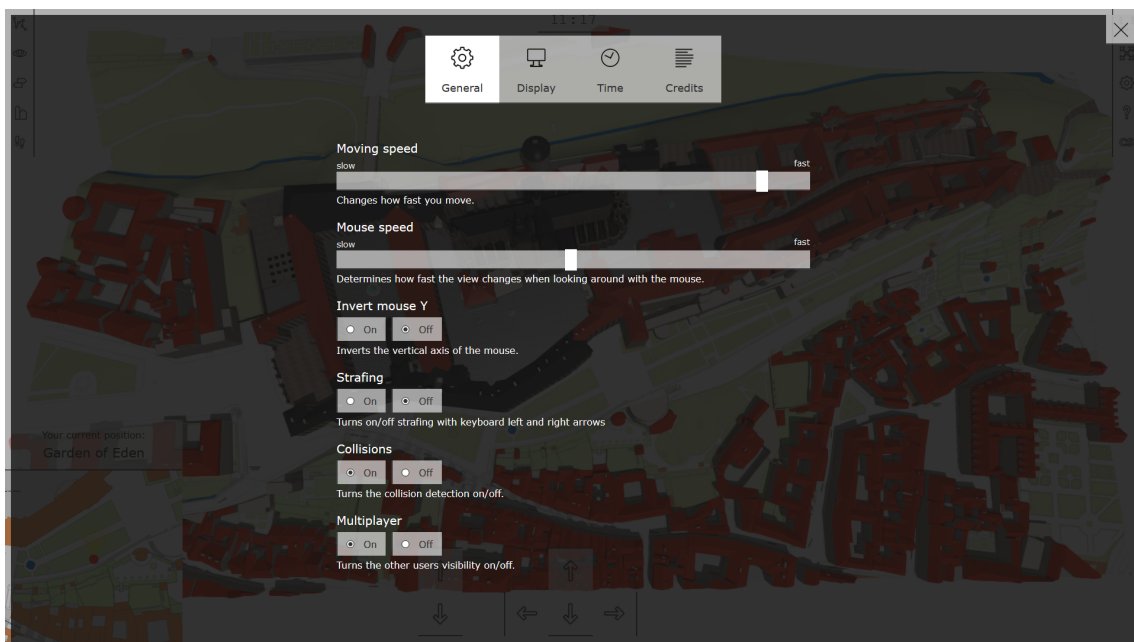 11:17
General Display Time Credits
Moving speed
slow fast
Changes how fast you move.
Mouse speed
slow fast
Determines how fast the view changes when looking around with the mouse.
Invert mouse Y
On Off
Inverts the vertical axis of the mouse.
Strafing
On Off
Turns on/off strafing with keyboard left and right arrows
Collisions
On Off
Turns the collision detection on/off.
Your current position:
Garden of Eden
Multiplayer
On Off
Turns the other users visibility on/off.